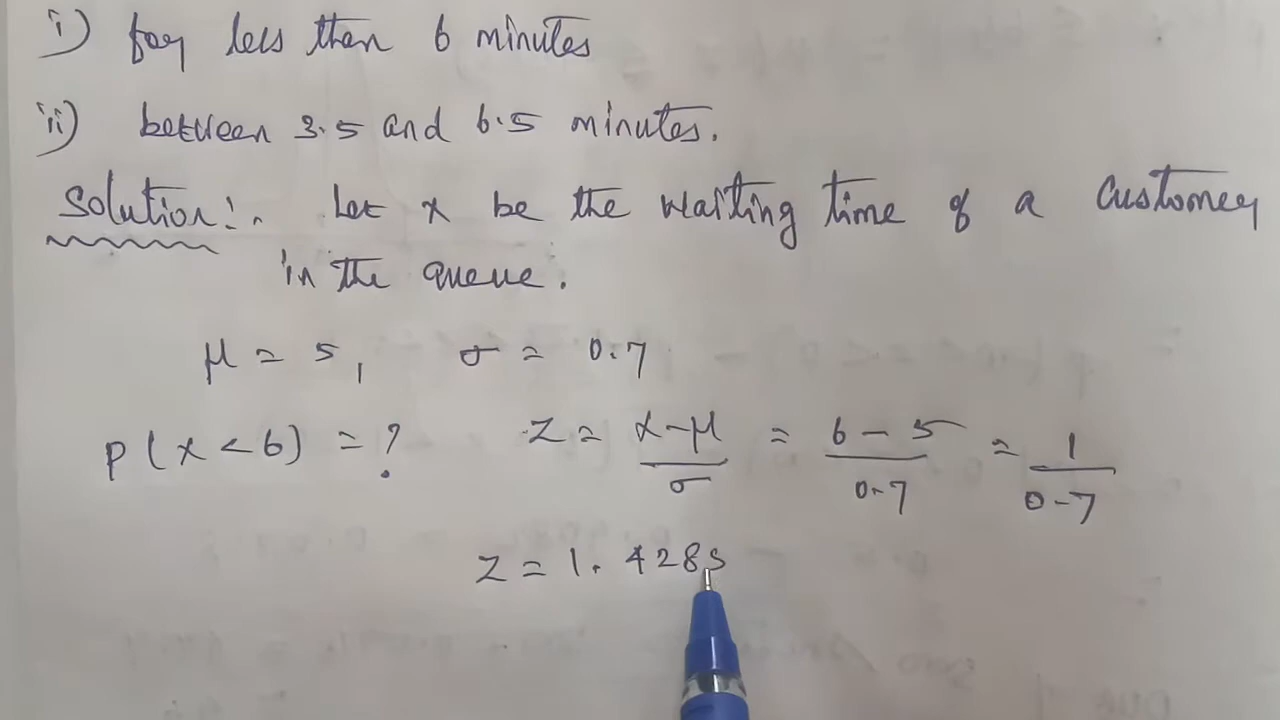 i) for less than 6 minutes
ii) between 3.5 and 6.5 minutes.
Solution:. Let x be the waiting time of a customer
in the queue.
μ = 5, σ = 0.7
P(x<6) = ? Z = x-μ/σ = 6-5/0.7 = 1/0.7
Z = 1.4285